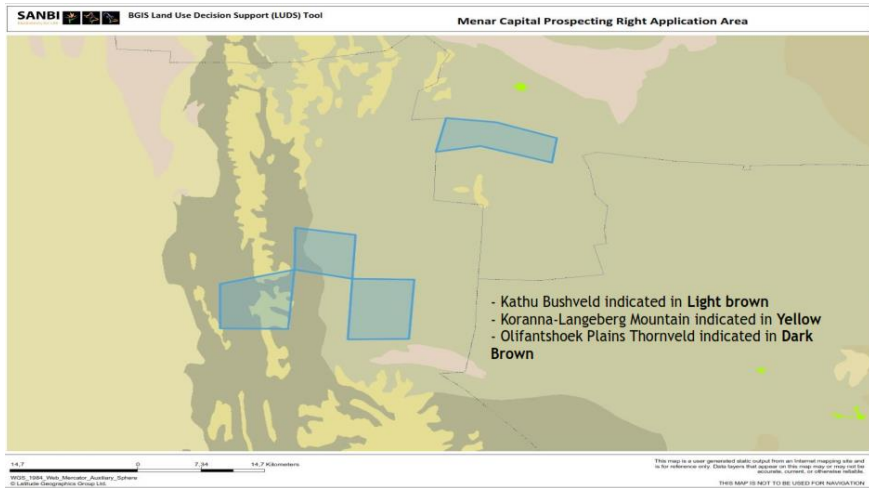 SANBI
BGIS Land Use Decision Support (LUDS) Tool
Menar Capital Prospecting Right Application Area
- Kathu Bushveld indicated in Light brown
- Koranna-Langeberg Mountain indicated in Yellow
- Olifantshoek Plains Thornveld indicated in Dark
Brown
14,7
0
7,34
14,7 Kilometers
WGS_1984_Web_Mercator_Auxiliary_Sphere
© Latitude Geographics Group Ltd.
This map is a user generated static output from an Internet mapping site and
is for reference only. Data layers that appear on this map may or may not be
accurate, current, or otherwise reliable.
THIS MAP IS NOT TO BE USED FOR NAVIGATION